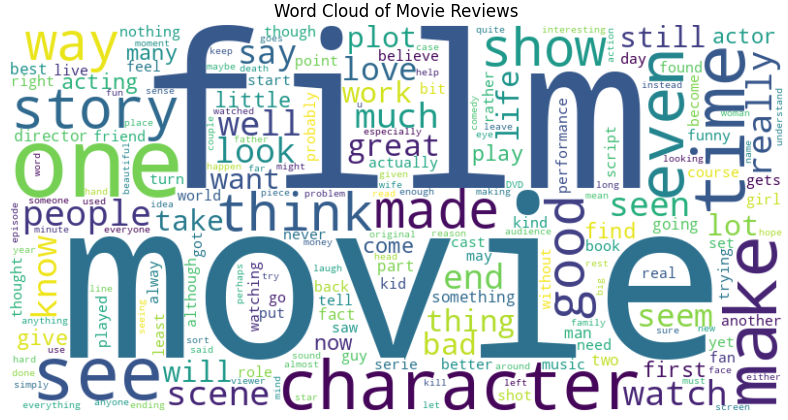 Word Cloud of Movie Reviews
film
movie
one
character
story
time
see
make
good
even
show
way
made
think
really
people
watch
well
know
look
great
much
love
plot
work
say
still
life
play
actor
acting
many
little
want
take
scene
will
end
bad
thing
seem
seen
find
lot
first
give
nothing
though
best
live
feel
right
director
friend
moment
goes
sense
fun
place
turn
beautiful
word
start
maybe
death
watched
keep
point
believe
case
help
bit
u
especially
probably
couple
father
happen
far
might
actually
given
piece
problem
read
wife
enough
making
DVD
quite
interesting
action
rather
comedy
leave
eye
performance
script
instead
day
found
become
funny
woman
understand
name
long
mean
course
looking
gets
girl
hope
episode
someone
used
hand
world
idea
minute
everyone
year
thought
played
line
alway
least
although
got
never
money
watching
go
put
perhaps
try
laugh
original
reason
come
cast
audience
may
kind
part
head
kid
back
tell
fact
saw
something
without
book
going
set
trying
real
rest
big
another
anything
use
seeing
sort
said
hard
done
simply
everything
anyone
ending
role
viewer
mind
sound
almost
now
guy
serie
better
around
music
kill
left
shot
let
man
need
two
family
sure
new
yet
fan
face
either
must
screen